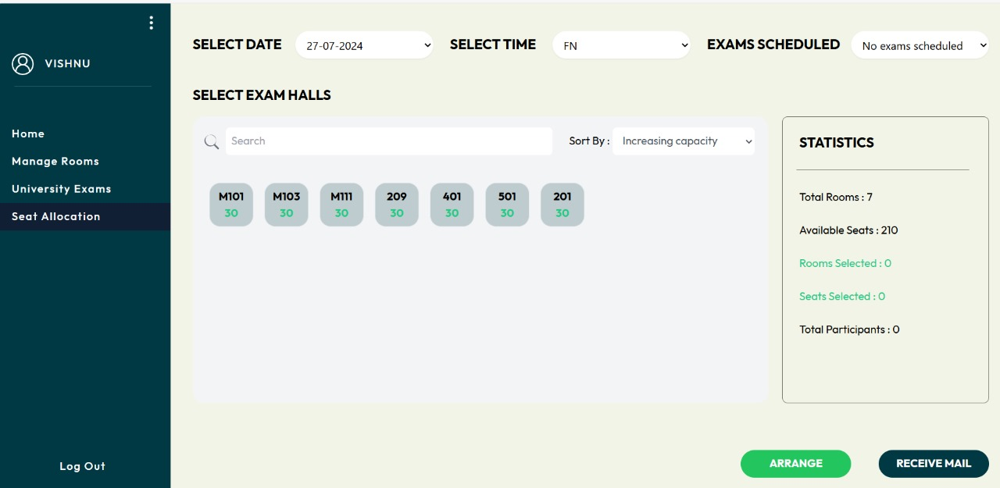 VISHNU
Home
Manage Rooms
University Exams
Seat Allocation
Log Out
SELECT DATE 27-07-2024 SELECT TIME FN EXAMS SCHEDULED No exams scheduled
SELECT EXAM HALLS
Search Sort By : Increasing capacity
M101 M103 M111 209 401 501 201
30 30 30 30 30 30 30
STATISTICS
Total Rooms : 7
Available Seats : 210
Rooms Selected : 0
Seats Selected : 0
Total Participants : 0
ARRANGE RECEIVE MAIL